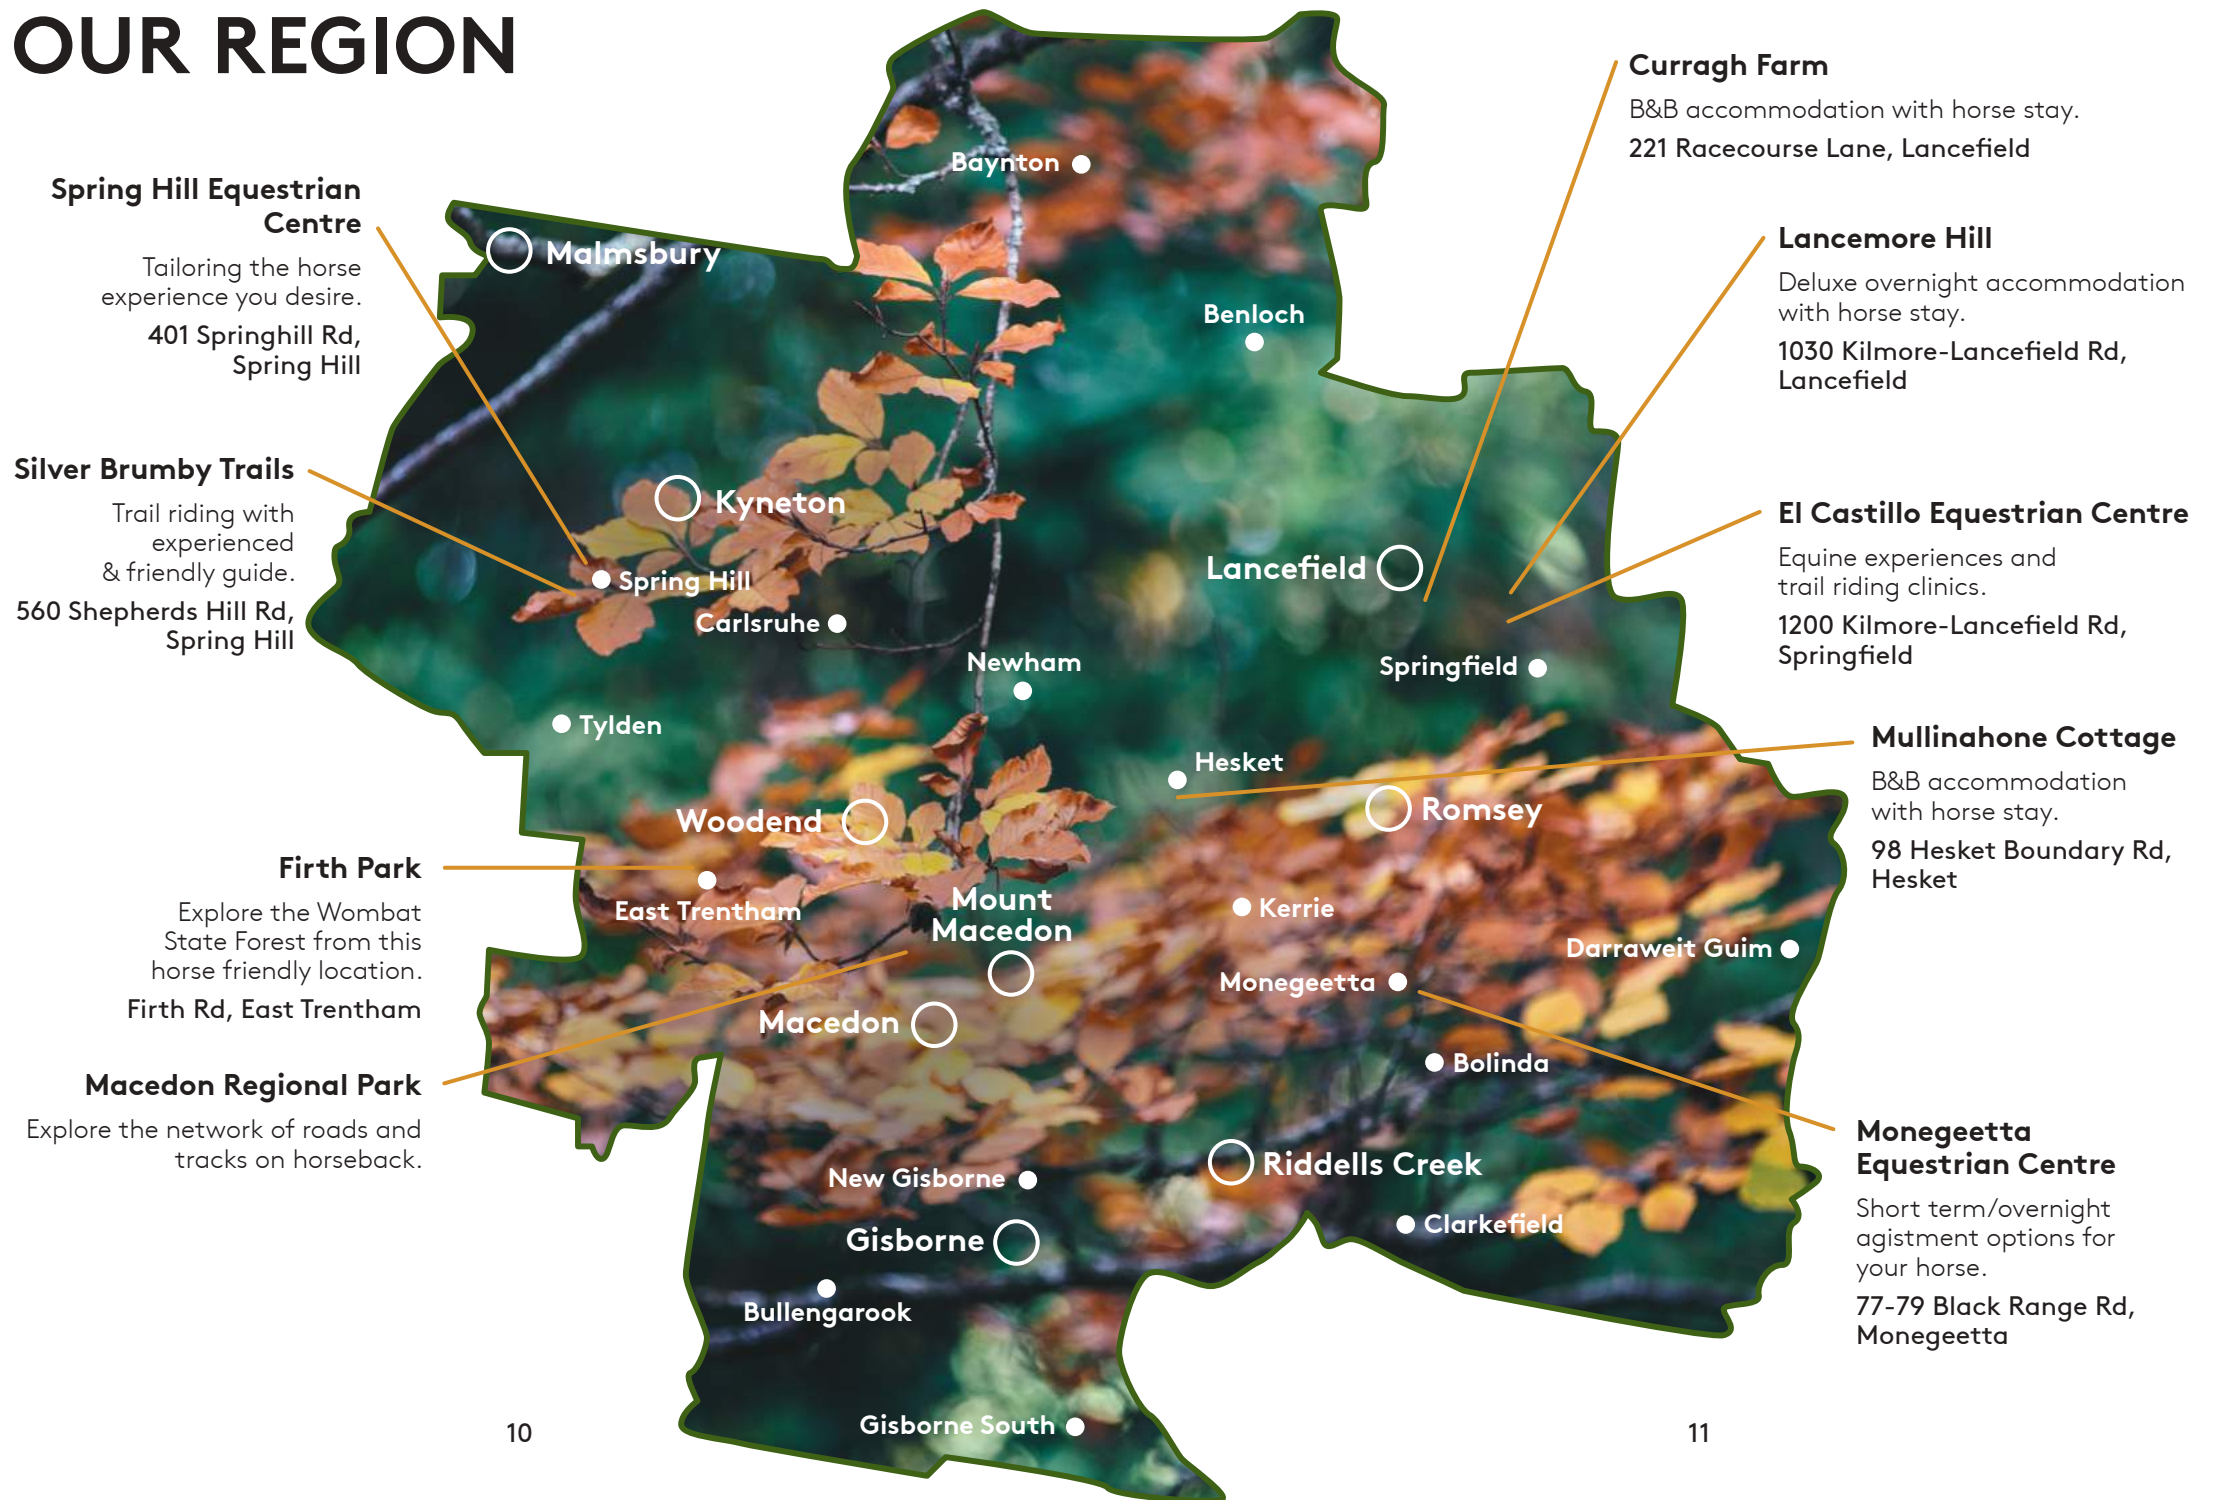 OUR REGION
Spring Hill Equestrian
Centre
Tailoring the horse
experience you desire.
401 Springhill Rd,
Spring Hill
Silver Brumby Trails
Trail riding with
experienced
& friendly guide.
560 Shepherds Hill Rd,
Spring Hill
Firth Park
Explore the Wombat
State Forest from this
horse friendly location.
Firth Rd, East Trentham
Macedon Regional Park
Explore the network of roads and
tracks on horseback.
Baynton
Malmsbury
Benloch
Kyneton
Lancefield
Spring Hill
Carlsruhe
Newham
Springfield
Tylden
Hesket
Woodend
Romsey
East Trentham
Mount
Macedon
Kerrie
Darraweit Guim
Monegeetta
Macedon
Bolinda
New Gisborne
Riddells Creek
Clarkefield
Gisborne
Bullengarook
Gisborne South
Curragh Farm
B&B accommodation with horse stay.
221 Racecourse Lane, Lancefield
Lancemore Hill
Deluxe overnight accommodation
with horse stay.
1030 Kilmore-Lancefield Rd,
Lancefield
El Castillo Equestrian Centre
Equine experiences and
trail riding clinics.
1200 Kilmore-Lancefield Rd,
Springfield
Mullinahone Cottage
B&B accommodation
with horse stay.
98 Hesket Boundary Rd,
Hesket
Monegeetta
Equestrian Centre
Short term/overnight
agistment options for
your horse.
77-79 Black Range Rd,
Monegeetta
10
11